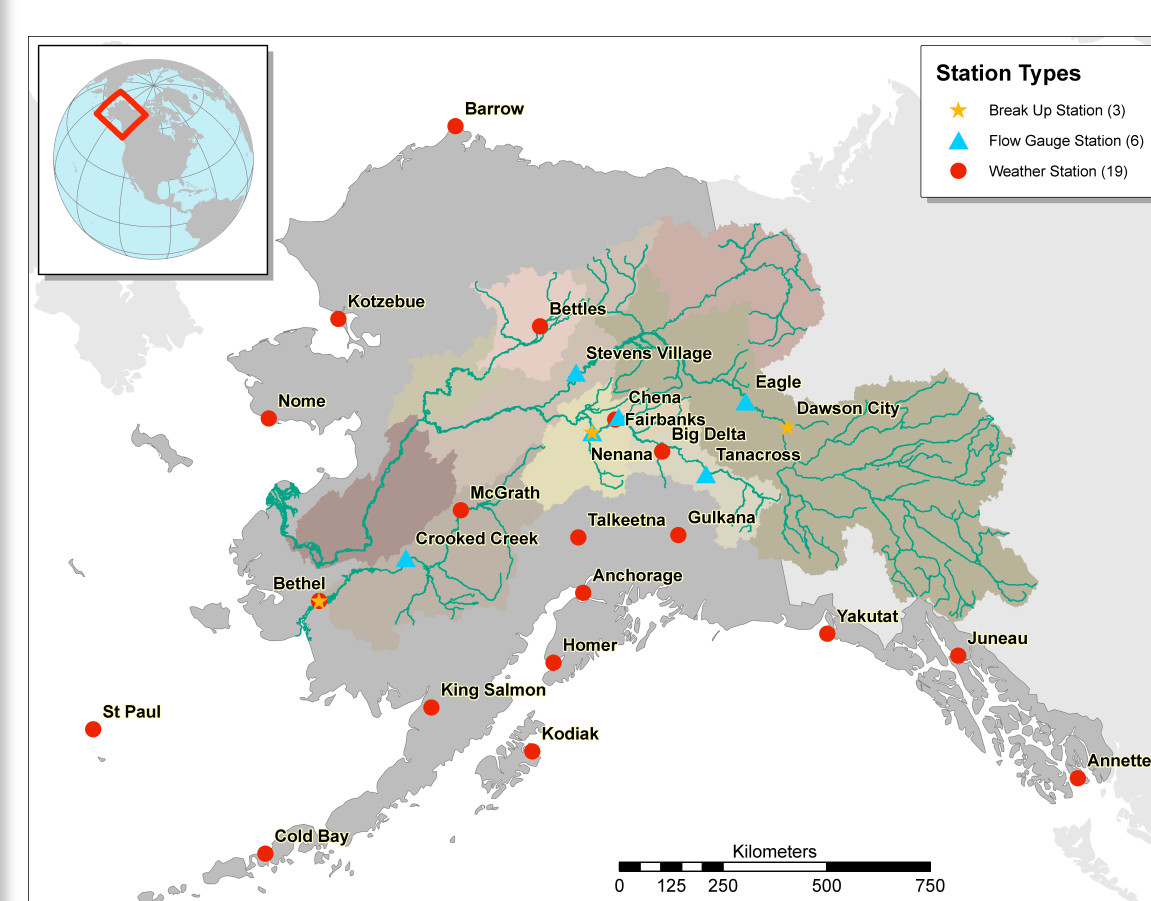 Station Types
Break Up Station (3)
Flow Gauge Station (6)
Weather Station (19)
Barrow
Kotzebue
Bettles
Stevens Village
Eagle
Nome
Chena
Dawson City
Fairbanks
Big Delta
Nenana
Tanacross
McGrath
Talkeetna
Gulkana
Crooked Creek
Bethel
Anchorage
Yakutat
Homer
Juneau
King Salmon
St Paul
Kodiak
Annette
Cold Bay
Kilometers
0 125 250 500 750